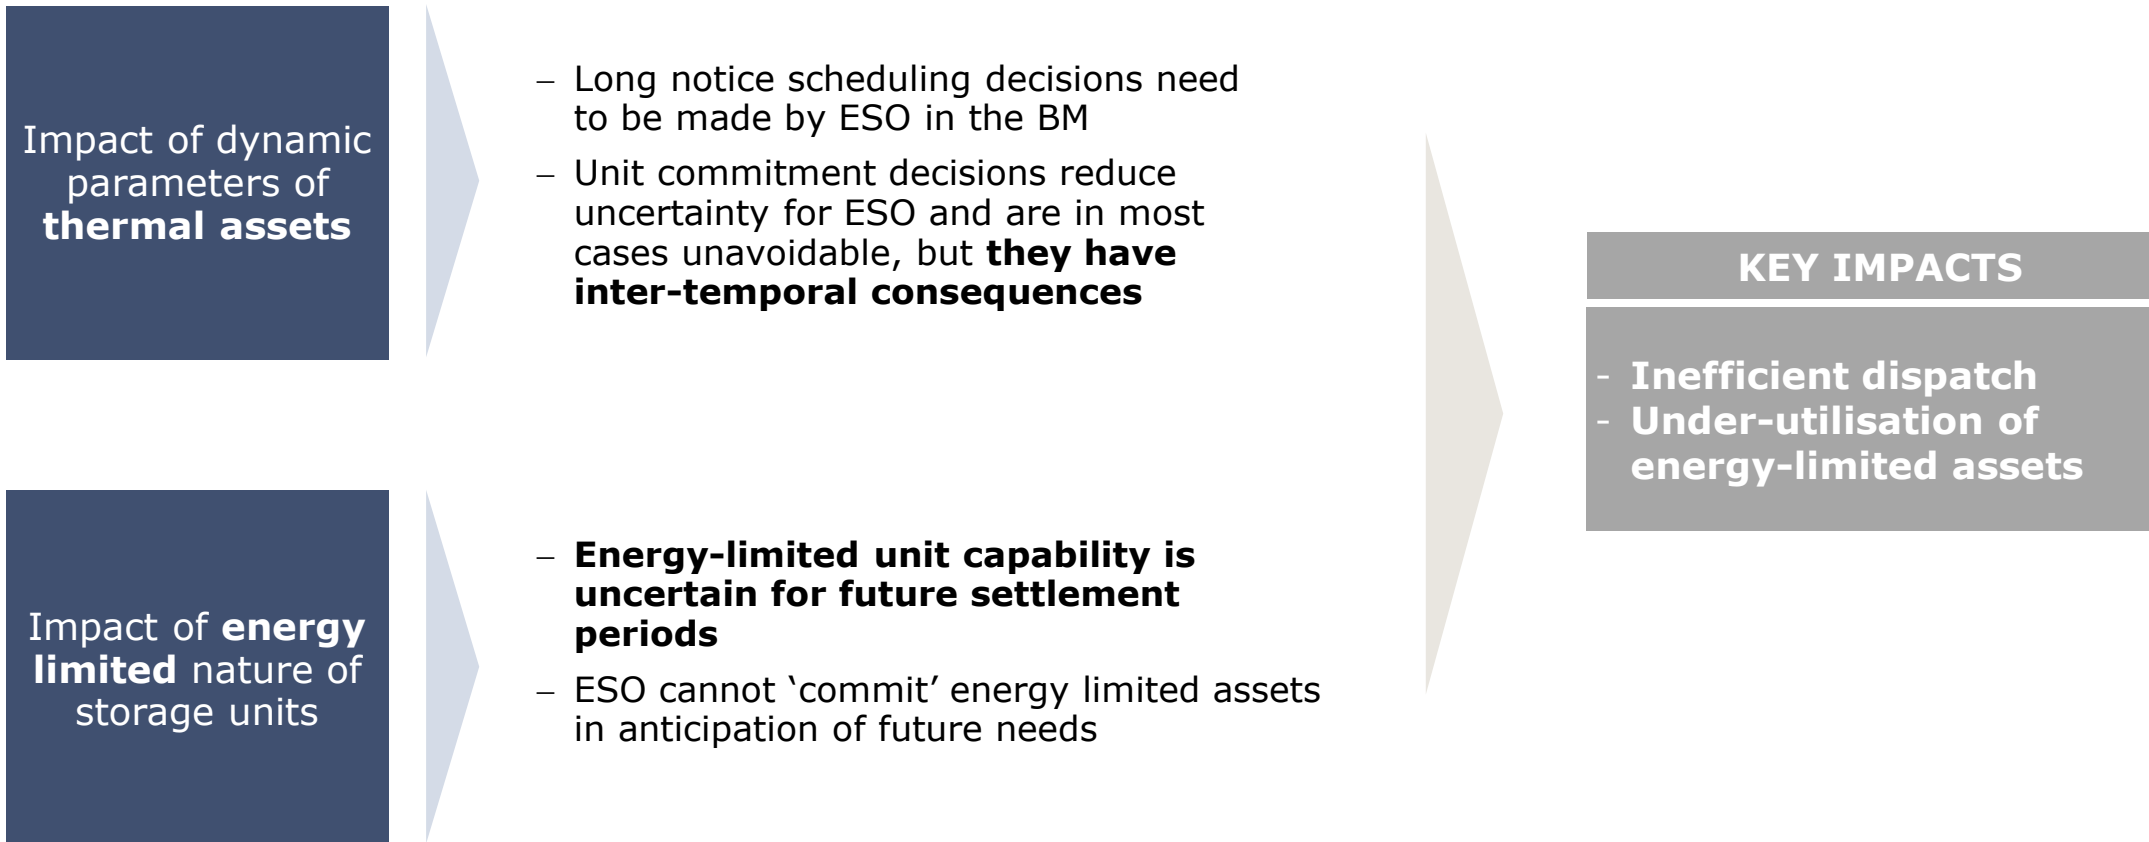 Impact of dynamic
parameters of
thermal assets
– Long notice scheduling decisions need
to be made by ESO in the BM
– Unit commitment decisions reduce
uncertainty for ESO and are in most
cases unavoidable, but they have
inter-temporal consequences
Impact of energy
limited nature of
storage units
– Energy-limited unit capability is
uncertain for future settlement
periods
– ESO cannot ‘commit’ energy limited assets
in anticipation of future needs
KEY IMPACTS
- Inefficient dispatch
- Under-utilisation of
energy-limited assets